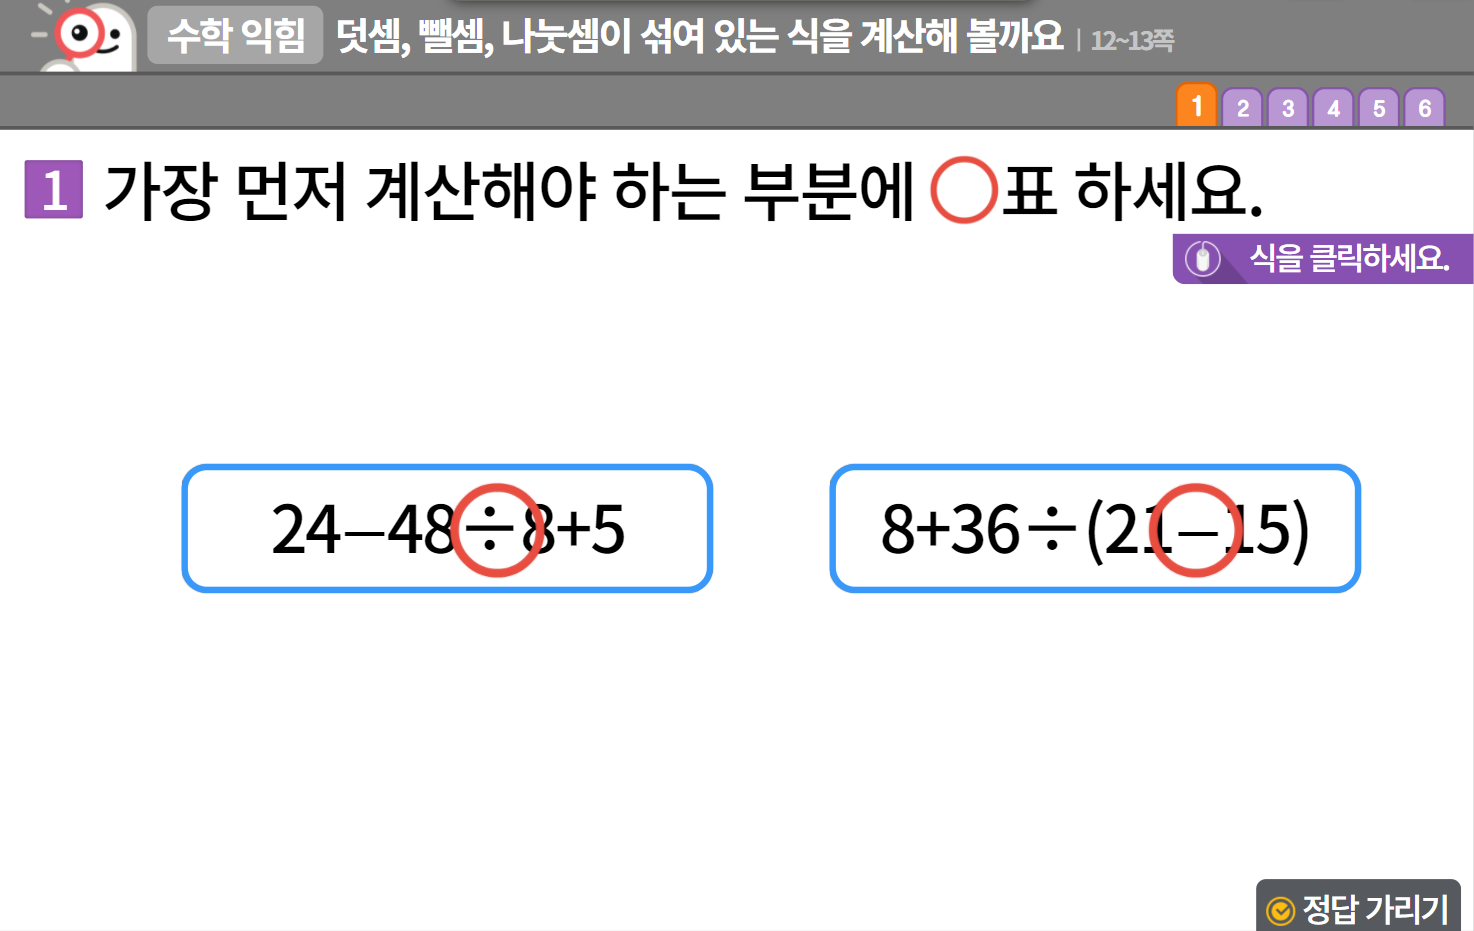 수학 익힘 덧셈, 뺄셈, 나눗셈이 섞여 있는 식을 계산해 볼까요 | 12~13쪽
1 2 3 4 5 6
1 가장 먼저 계산해야 하는 부분에 ○표 하세요.
식을 클릭하세요.
24－48÷8+5
8+36÷(21－15)
정답 가리기